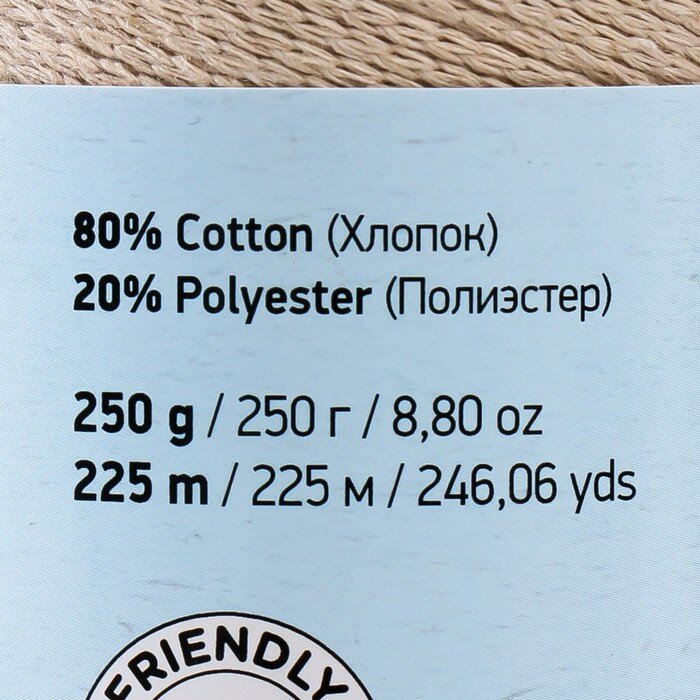 80% Cotton (Хлопок)
20% Polyester (Полиэстер)
250 g / 250 г / 8,80 oz
225 m / 225 м / 246,06 yds
FRIENDLY